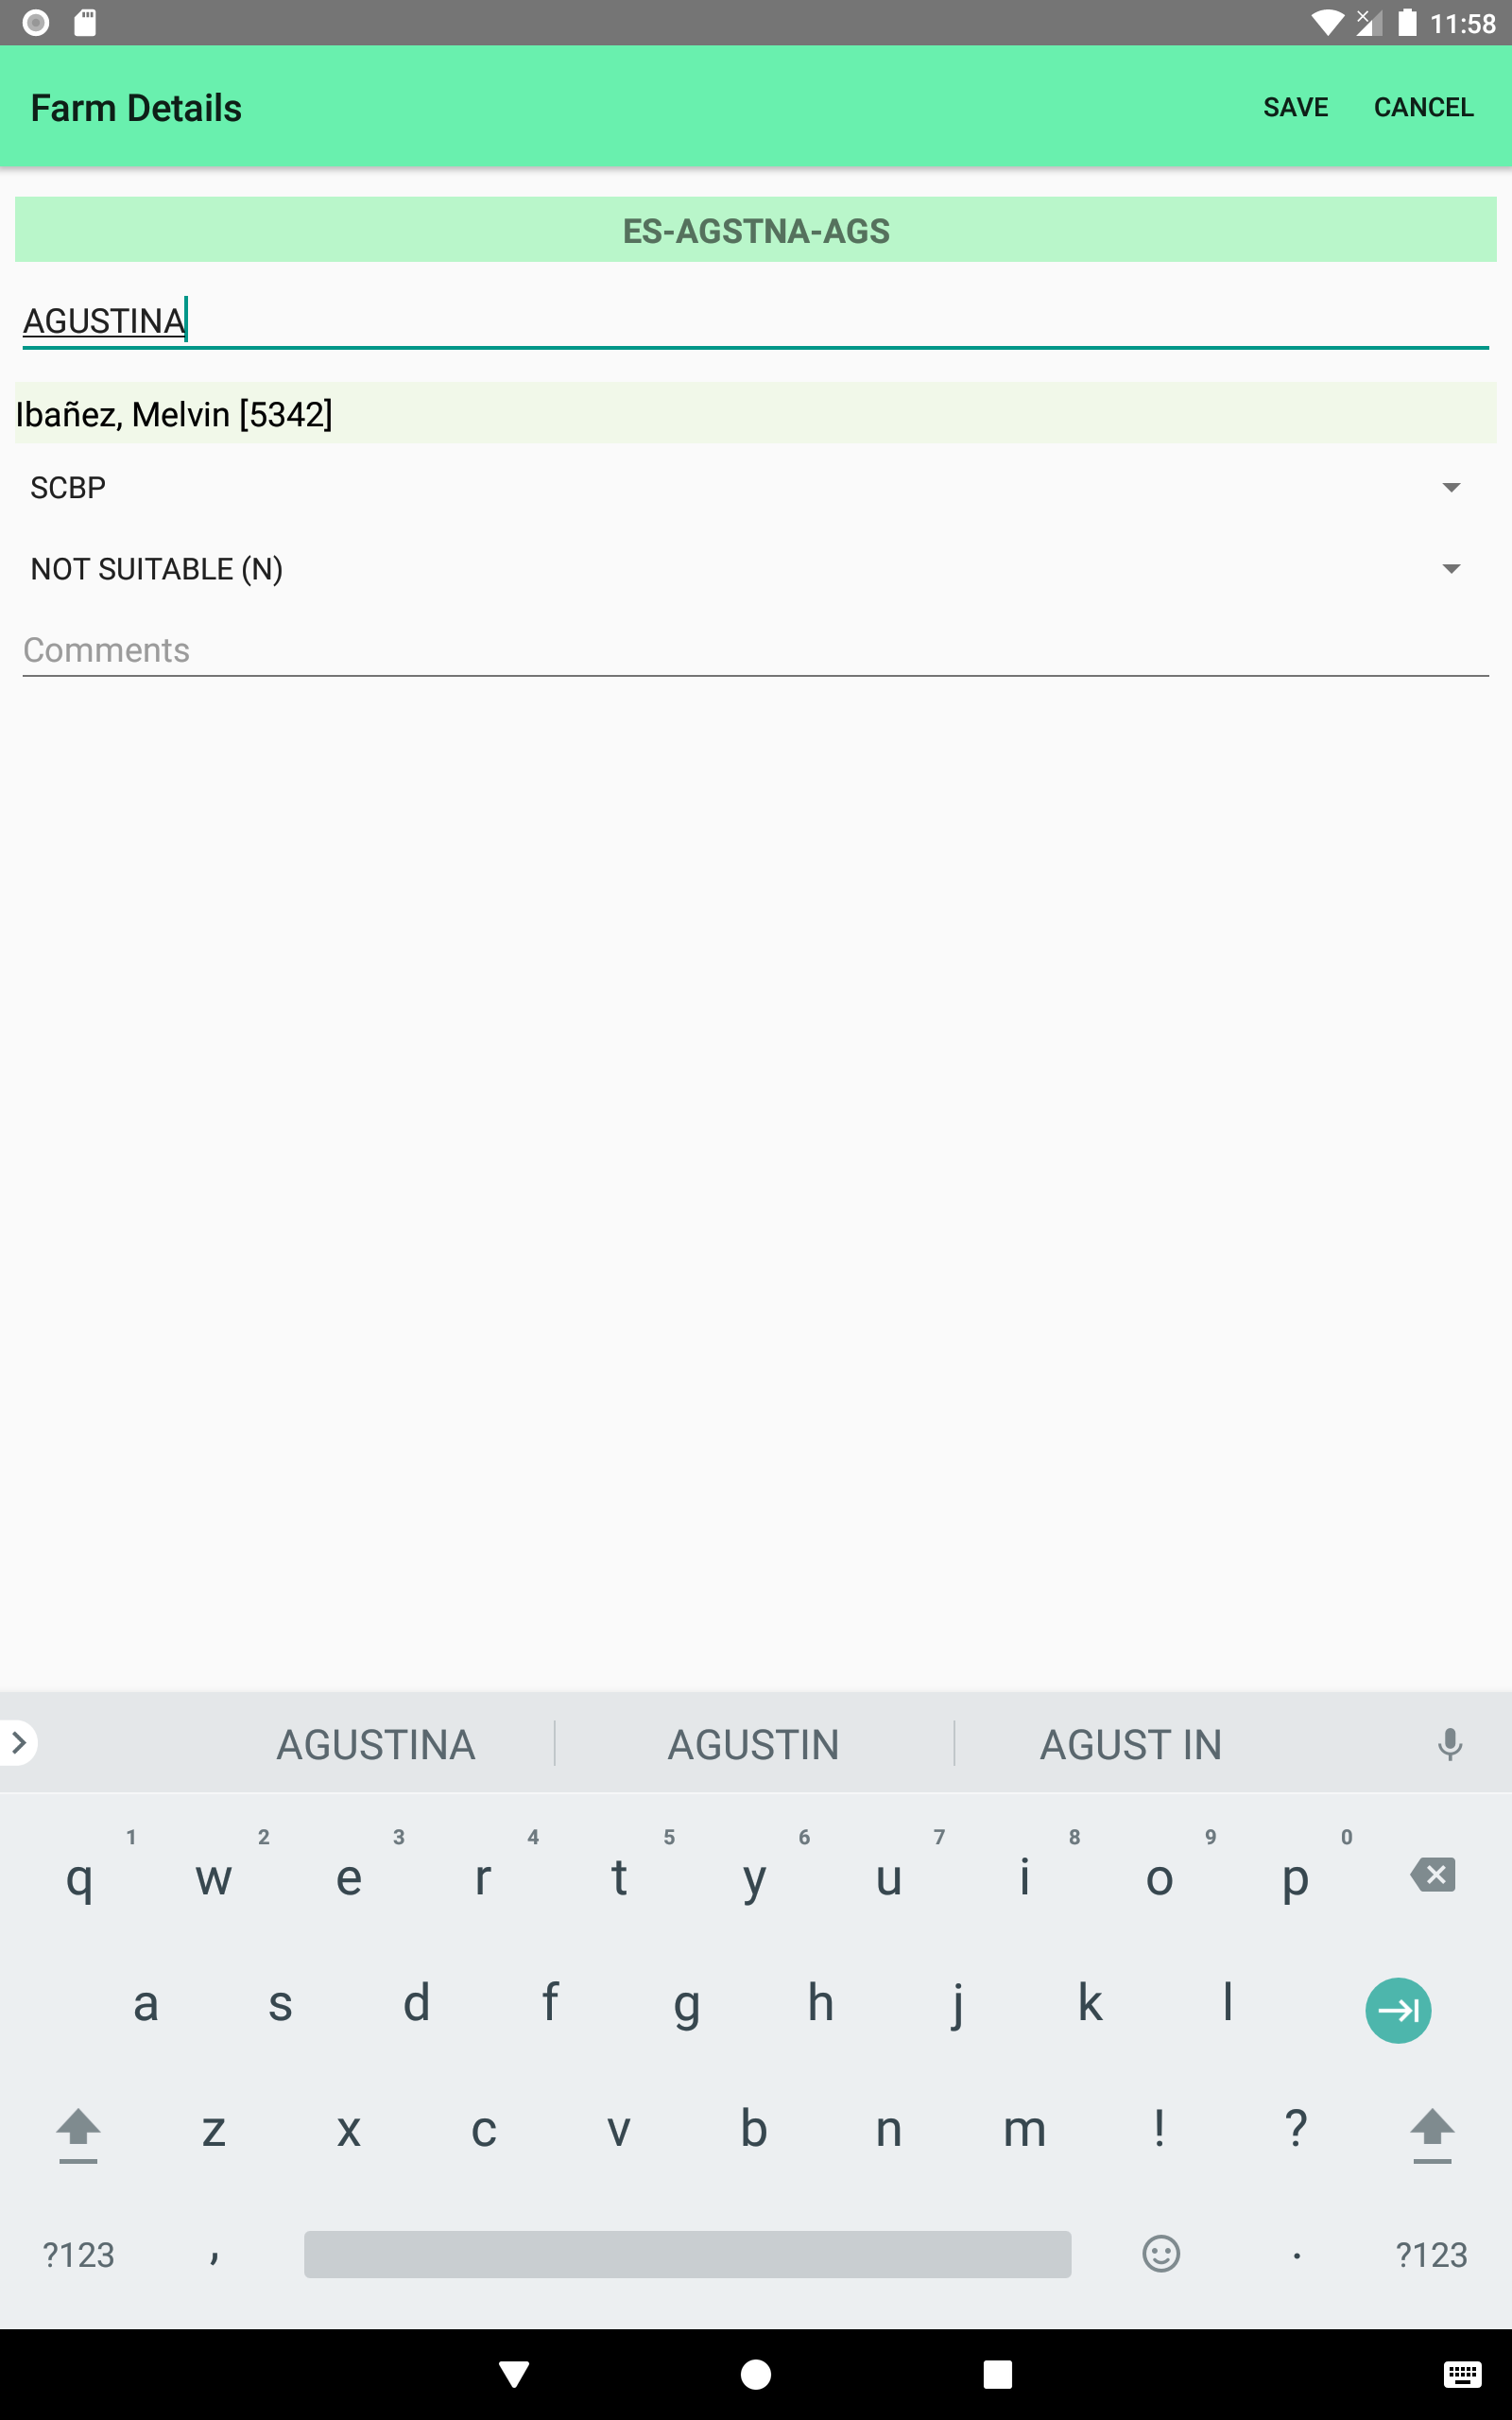 11:58
Farm Details SAVE CANCEL
ES-AGSTNA-AGS
AGUSTINA
Ibañez, Melvin [5342]
SCBP
NOT SUITABLE (N)
Comments
AGUSTINA AGUSTIN AGUST IN
1 2 3 4 5 6 7 8 9 0
q w e r t y u i o p
a s d f g h j k l
z x c v b n m ! ?
?123 , . ?123